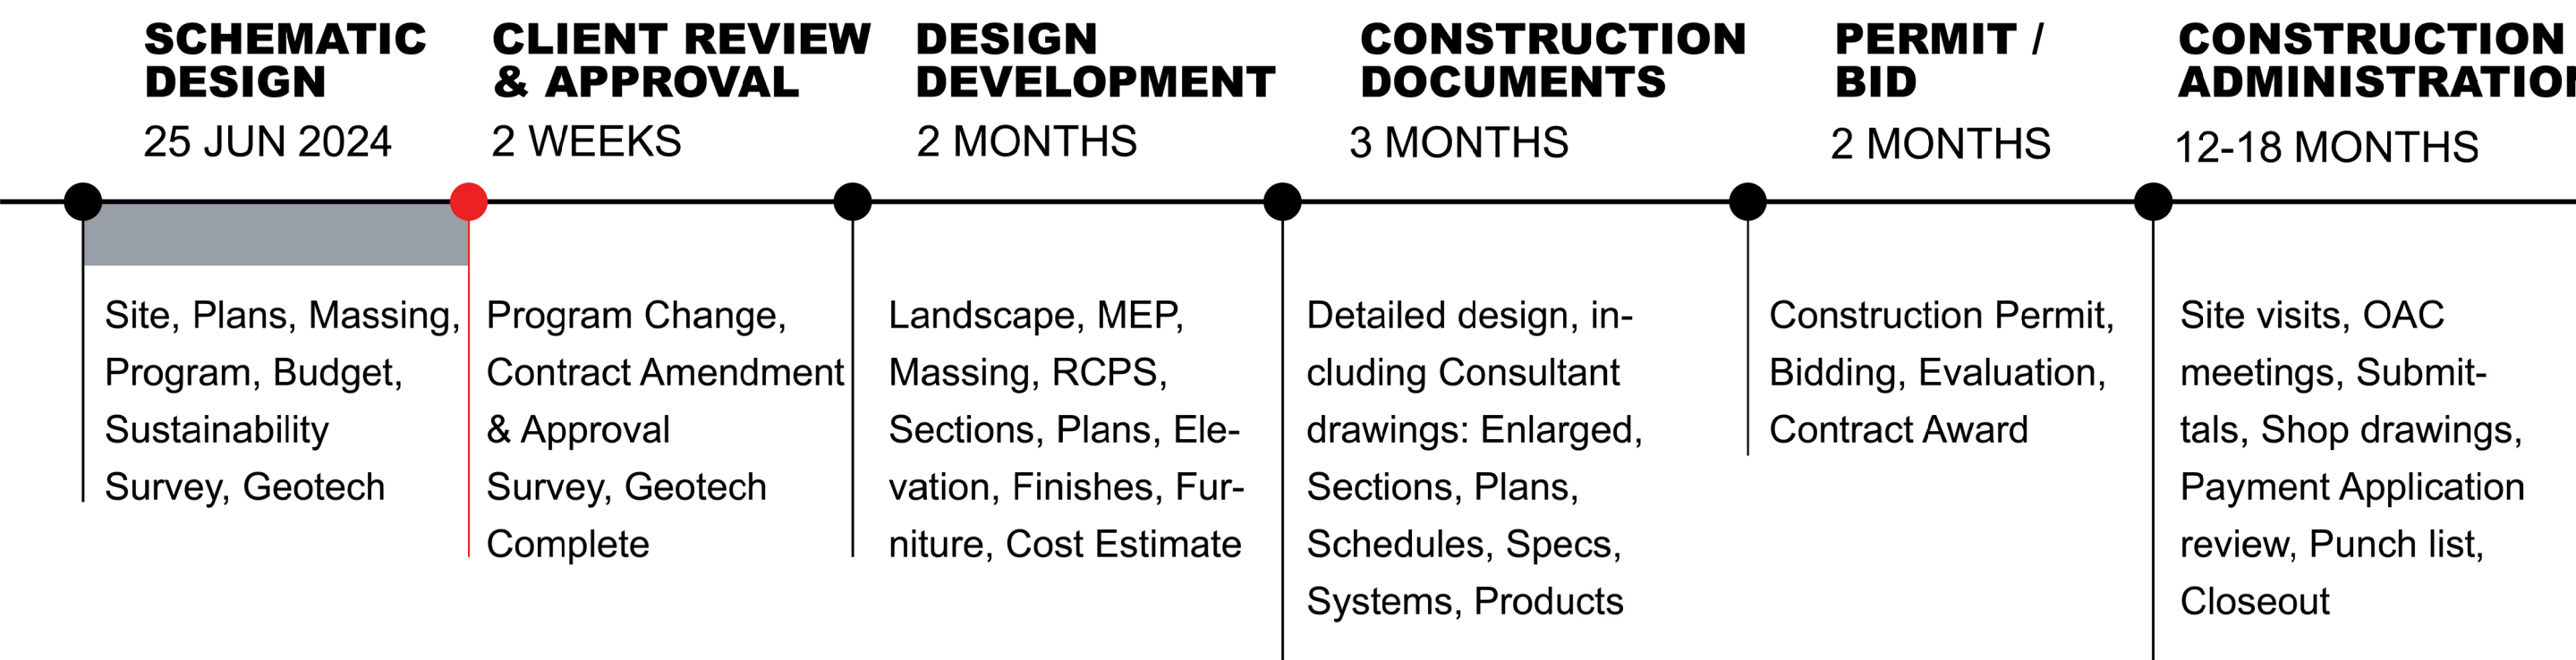 SCHEMATIC
DESIGN
25 JUN 2024
Site, Plans, Massing,
Program, Budget,
Sustainability
Survey, Geotech
CLIENT REVIEW
& APPROVAL
2 WEEKS
Program Change,
Contract Amendment
& Approval
Survey, Geotech
Complete
DESIGN
DEVELOPMENT
2 MONTHS
Landscape, MEP,
Massing, RCPS,
Sections, Plans, Ele-
vation, Finishes, Fur-
niture, Cost Estimate
CONSTRUCTION
DOCUMENTS
3 MONTHS
Detailed design, in-
cluding Consultant
drawings: Enlarged,
Sections, Plans,
Schedules, Specs,
Systems, Products
PERMIT /
BID
2 MONTHS
Construction Permit,
Bidding, Evaluation,
Contract Award
CONSTRUCTION
ADMINISTRATION
12-18 MONTHS
Site visits, OAC
meetings, Submit-
tals, Shop drawings,
Payment Application
review, Punch list,
Closeout